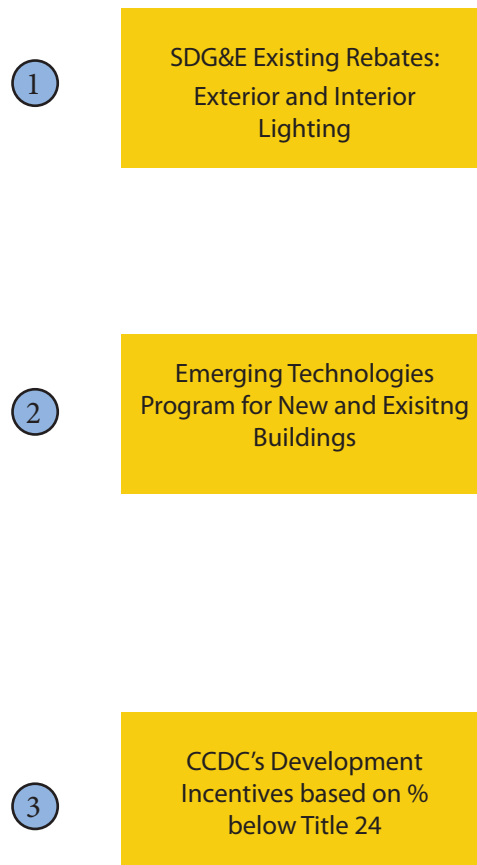 1
SDG&E Existing Rebates:
Exterior and Interior
Lighting
2
Emerging Technologies
Program for New and Exisitng
Buildings
3
CCDC's Development
Incentives based on %
below Title 24